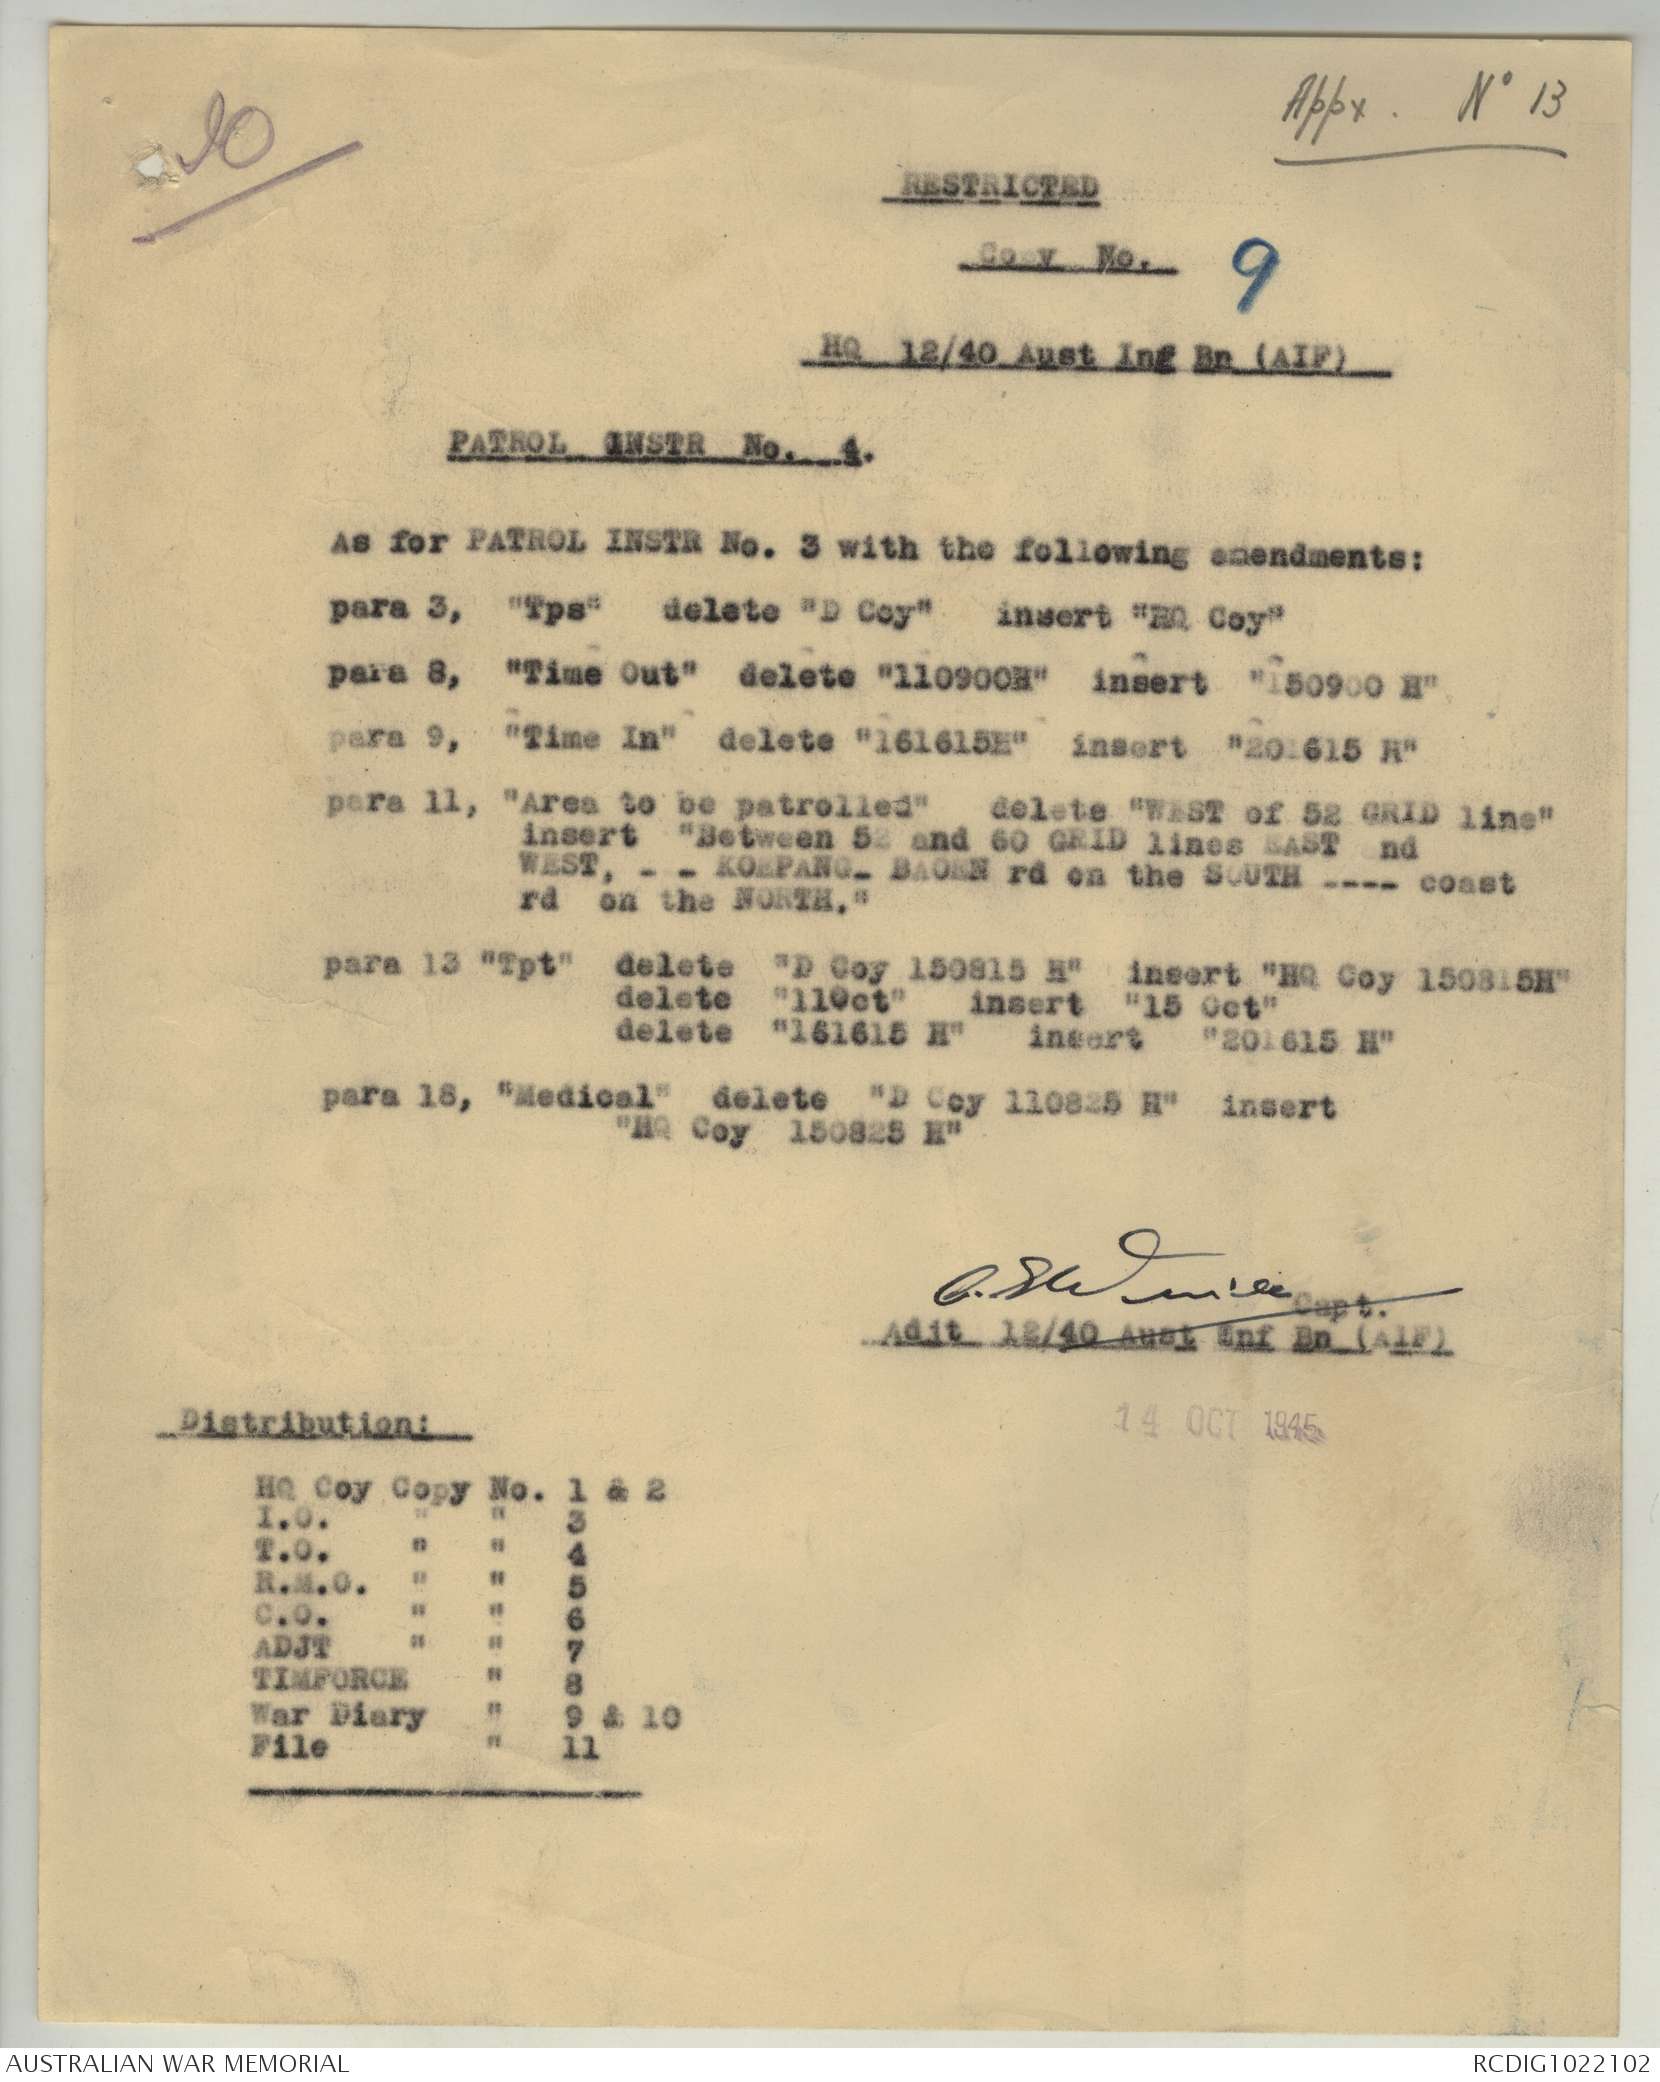 20
Appx. No 13
RESTRICTED
Copy No. 9
HQ 12/40 Aust Inf Bn (AIF)
PATROL INSTR No. 4.
As for PATROL INSTR No. 3 with the following amendments:
para 3, "Tps" delete "D Coy" insert "HQ Coy"
para 8, "Time Out" delete "110900H" insert "150900 H"
para 9, "Time In" delete "161615H" insert "201615 H"
para 11, "Area to be patrolled" delete "WEST of 52 GRID line"
insert "Between 52 and 60 GRID lines EAST and
WEST, - - KOEPANG- BAOEN rd on the SOUTH ---- coast
rd on the NORTH."
para 13 "Tpt" delete "D Coy 150815 H" insert "HQ Coy 150815H"
delete "11Oct" insert "15 Oct"
delete "161615 H" insert "201615 H"
para 18, "Medical" delete "D Coy 110825 H" insert
"HQ Coy 150825 H"
Capt.
Adjt 12/40 Aust Inf Bn (AIF)
14 OCT 1945
Distribution:
HQ Coy Copy No. 1 & 2
I.O. " " 3
T.O. " " 4
R.M.O. " " 5
C.O. " " 6
ADJT " " 7
TIMFORCE " 8
War Diary " 9 & 10
File " 11
AUSTRALIAN WAR MEMORIAL
RCDIG1022102